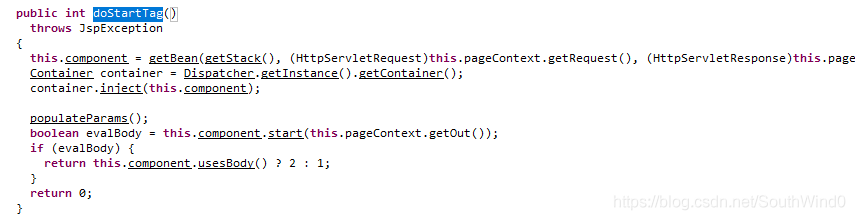 public int doStartTag()
throws JspException
{
this.component = getBean(getStack(), (HttpServletRequest)this.pageContext.getRequest(), (HttpServletResponse)this.page
Container container = Dispatcher.getInstance().getContainer();
container.inject(this.component);
populateParams();
boolean evalBody = this.component.start(this.pageContext.getOut());
if (evalBody) {
return this.component.usesBody() ? 2 : 1;
}
return 0;
}
https://blog.csdn.net/SouthWind0